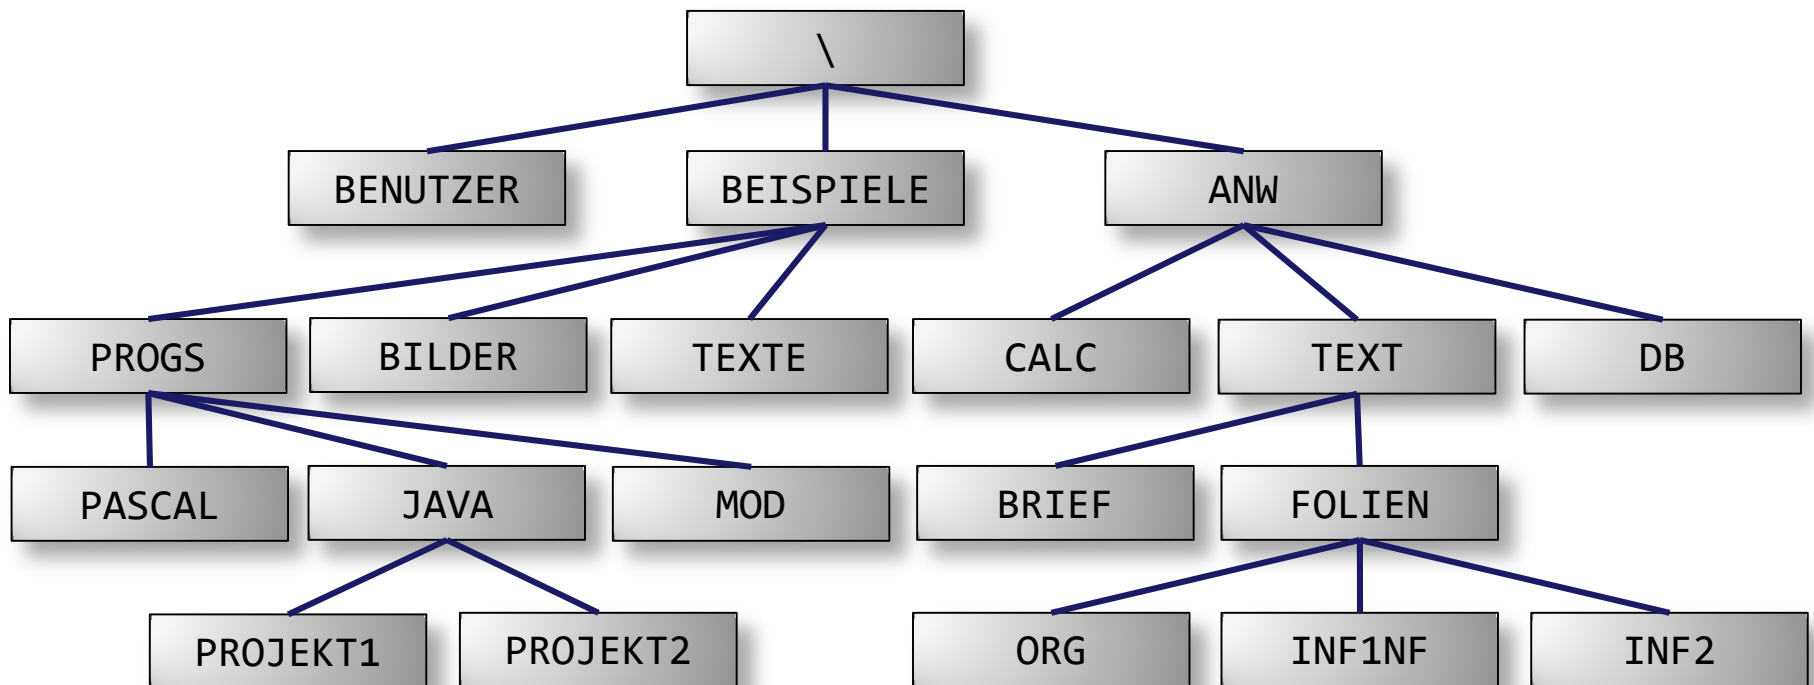 \
BENUTZER
BEISPIELE
ANW
PROGS
BILDER
TEXTE
CALC
TEXT
DB
PASCAL
JAVA
MOD
BRIEF
FOLIEN
PROJEKT1
PROJEKT2
ORG
INF1NF
INF2